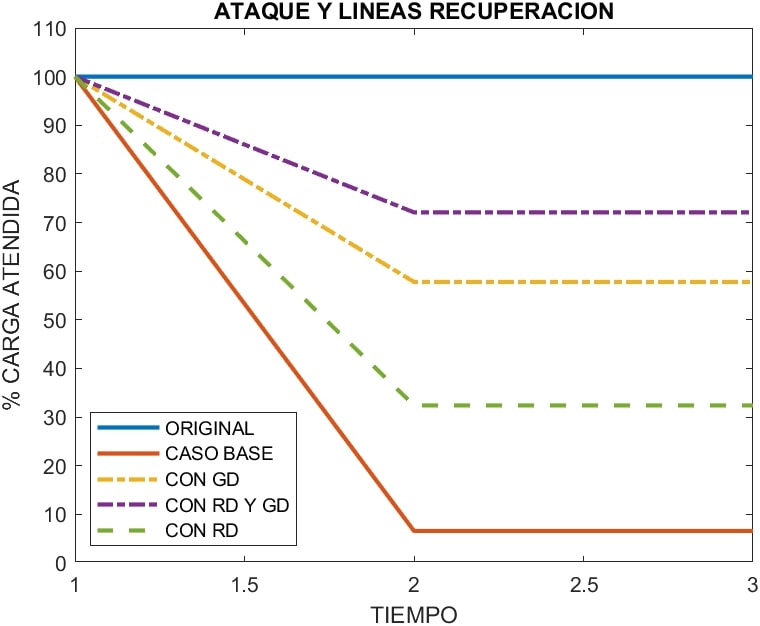 ATAQUE Y LINEAS RECUPERACION
110
100
90
80
70
60
50
40
30
20
10
0
% CARGA ATENDIDA
ORIGINAL
CASO BASE
CON GD
CON RD Y GD
CON RD
1 1.5 2 2.5 3
TIEMPO